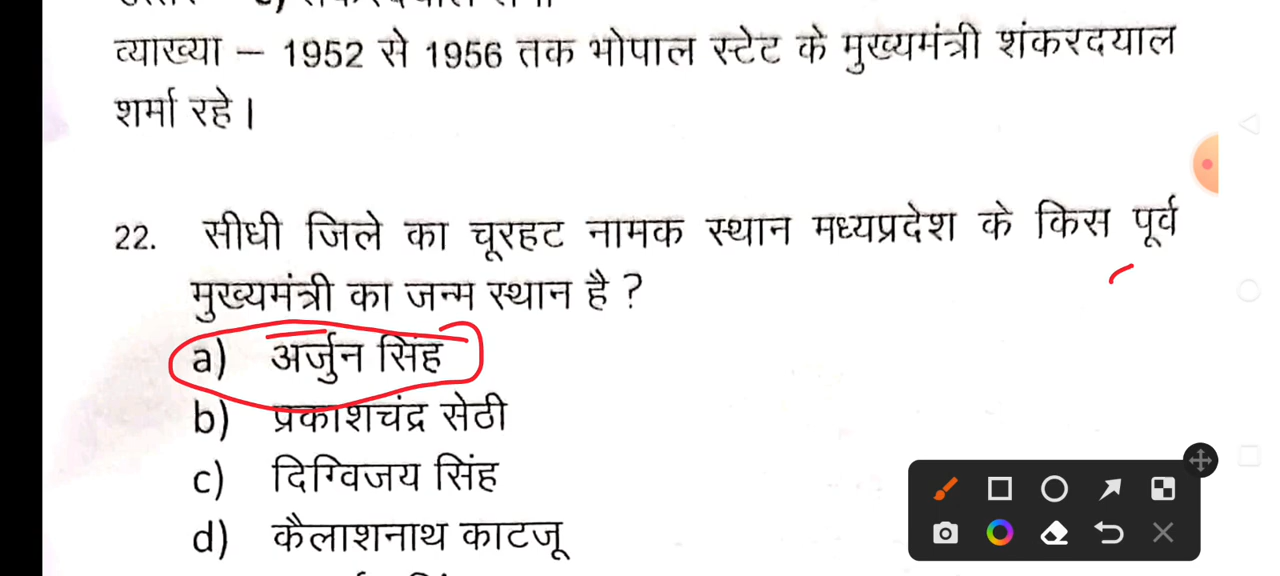 व्याख्या – 1952 से 1956 तक भोपाल स्टेट के मुख्यमंत्री शंकरदयाल
शर्मा रहे।
22. सीधी जिले का चूरहट नामक स्थान मध्यप्रदेश के किस पूर्व
मुख्यमंत्री का जन्म स्थान है ?
a) अर्जुन सिंह
b) प्रकाशचंद्र सेठी
c) दिग्विजय सिंह
d) कैलाशनाथ काटजू